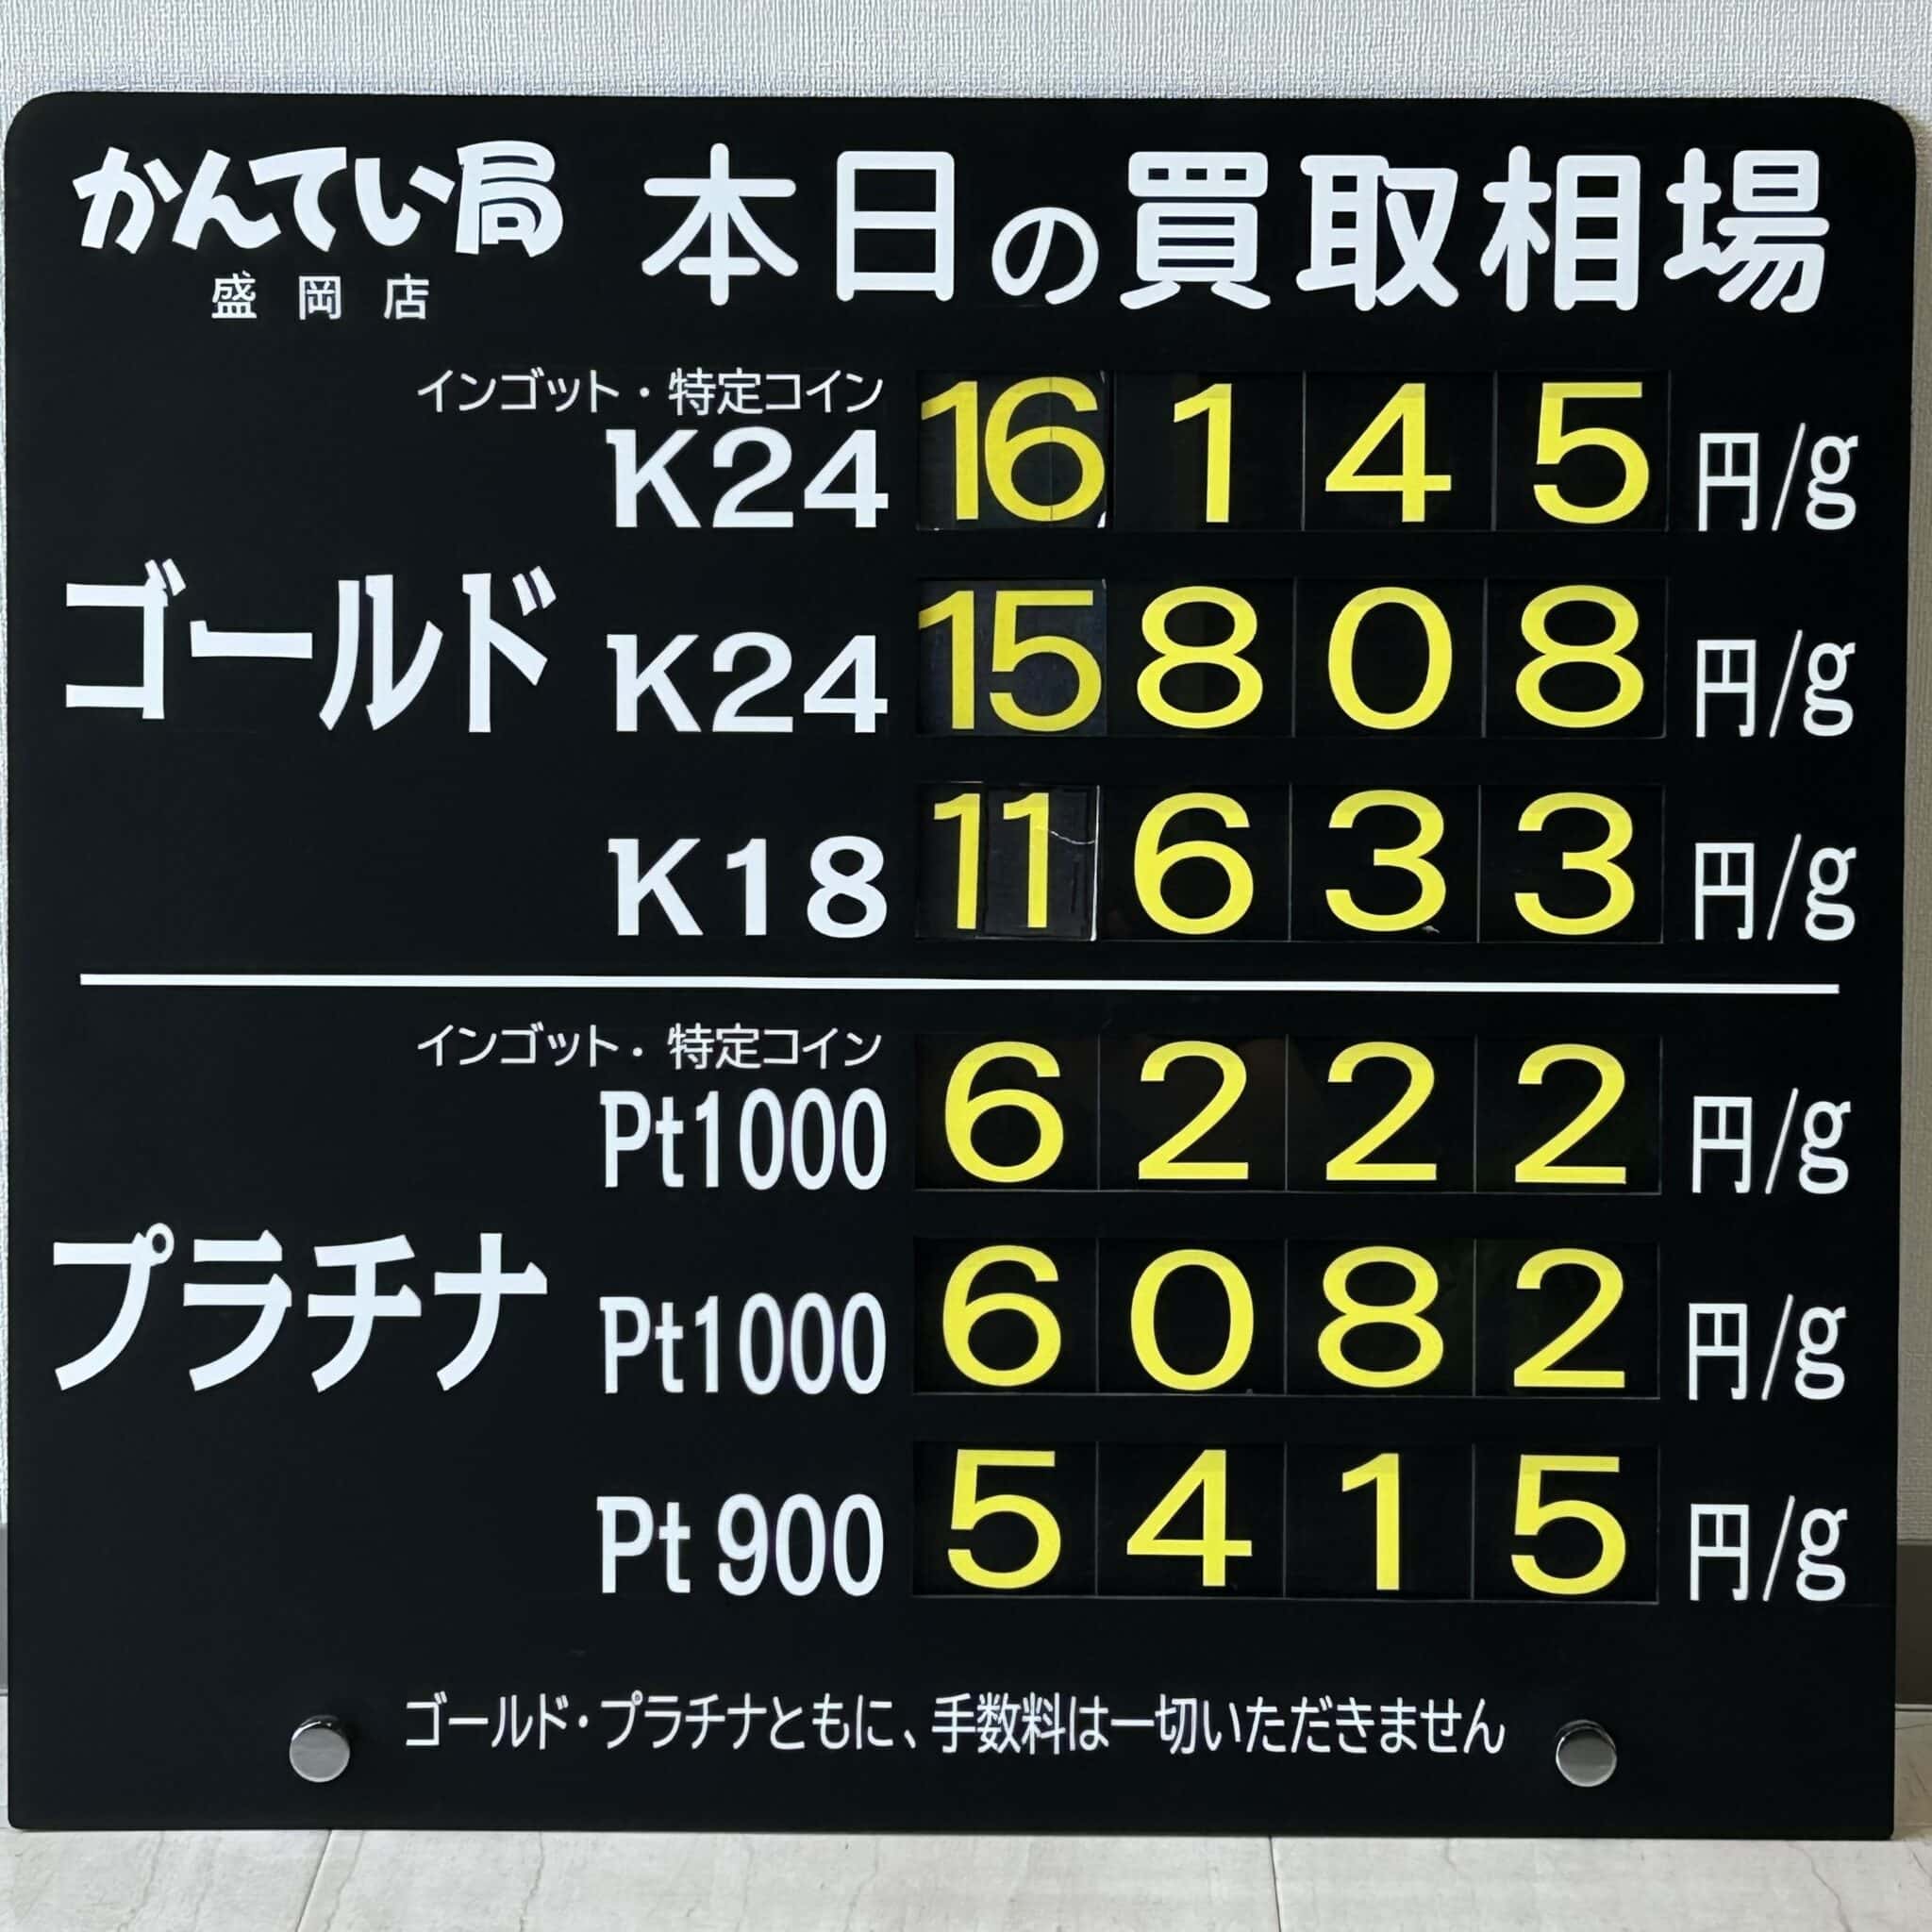 かんてい局 本日の買取相場
盛岡店
インゴット・特定コイン
K24 16145 円/g
ゴールド K24 15808 円/g
K18 11633 円/g
インゴット・特定コイン
Pt1000 6222 円/g
プラチナ Pt1000 6082 円/g
Pt900 5415 円/g
ゴールド・プラチナともに、手数料は一切いただきません